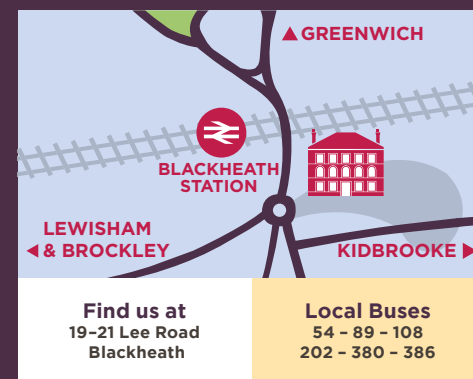 GREENWICH
BLACKHEATH
STATION
LEWISHAM
& BROCKLEY
KIDBROOKE
Find us at
19–21 Lee Road
Blackheath
Local Buses
54 – 89 – 108
202 – 380 – 386